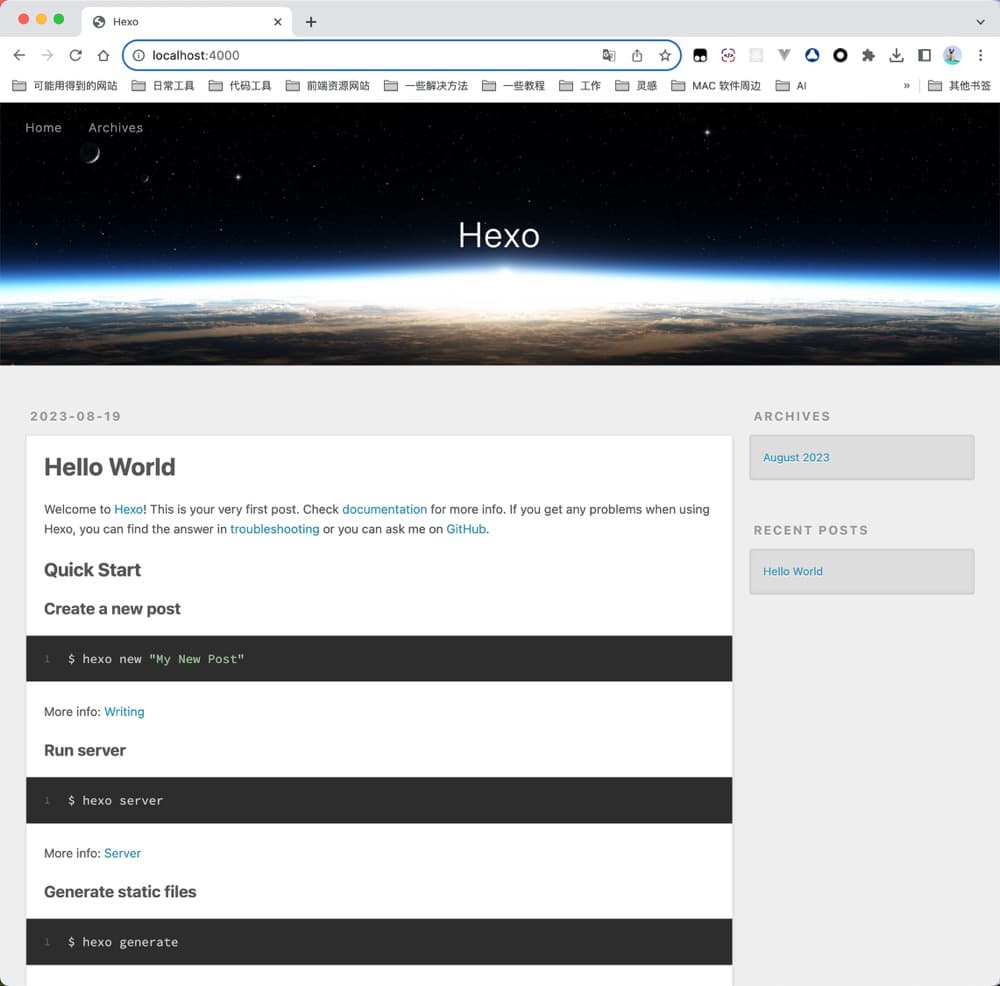 Hexo
localhost:4000
可能用得到的网站 日常工具 代码工具 前端资源网站 一些解决方法 一些教程 工作 灵感 MAC 软件周边 AI » 其他书签
Home Archives
Hexo
2023-08-19
Hello World
Welcome to Hexo! This is your very first post. Check documentation for more info. If you get any problems when using
Hexo, you can find the answer in troubleshooting or you can ask me on GitHub.
Quick Start
Create a new post
1 $ hexo new "My New Post"
More info: Writing
Run server
1 $ hexo server
More info: Server
Generate static files
1 $ hexo generate
ARCHIVES
August 2023
RECENT POSTS
Hello World